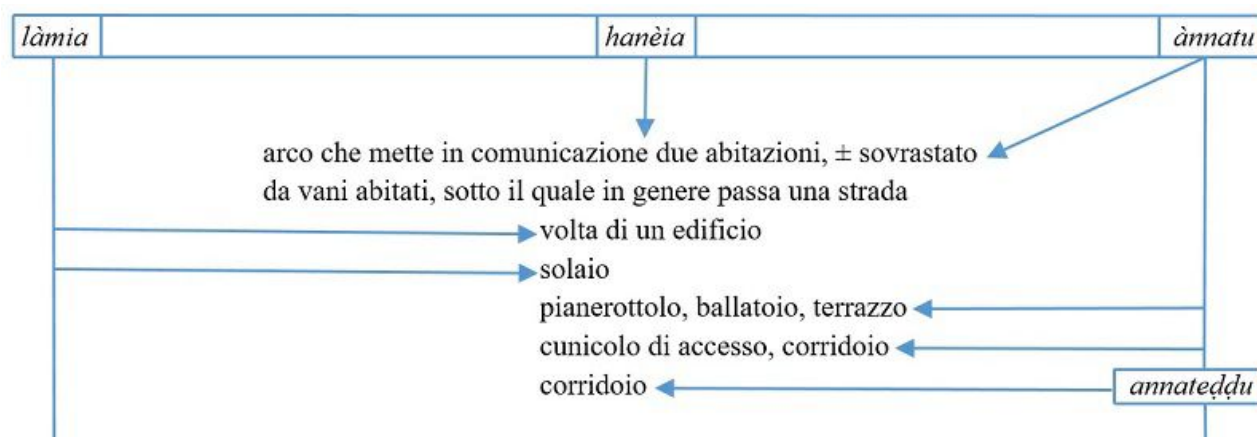 làmia hanèia ànnatu
arco che mette in comunicazione due abitazioni, ± sovrastato
da vani abitati, sotto il quale in genere passa una strada
volta di un edificio
solaio
pianerottolo, ballatoio, terrazzo
cunicolo di accesso, corridoio
corridoio annateḍḍu